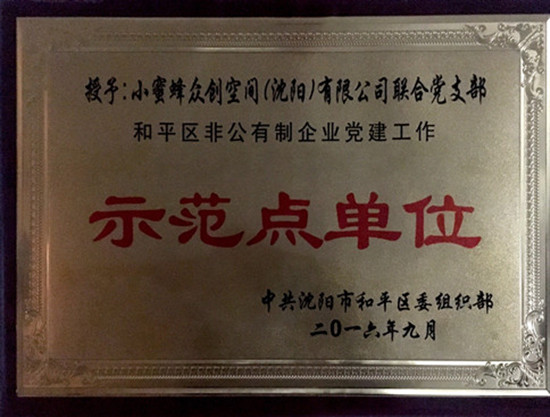 授予：小蜜蜂众创空间(沈阳)有限公司联合党支部
和平区非公有制企业党建工作
示范点单位
中共沈阳市和平区委组织部
二0一六年九月